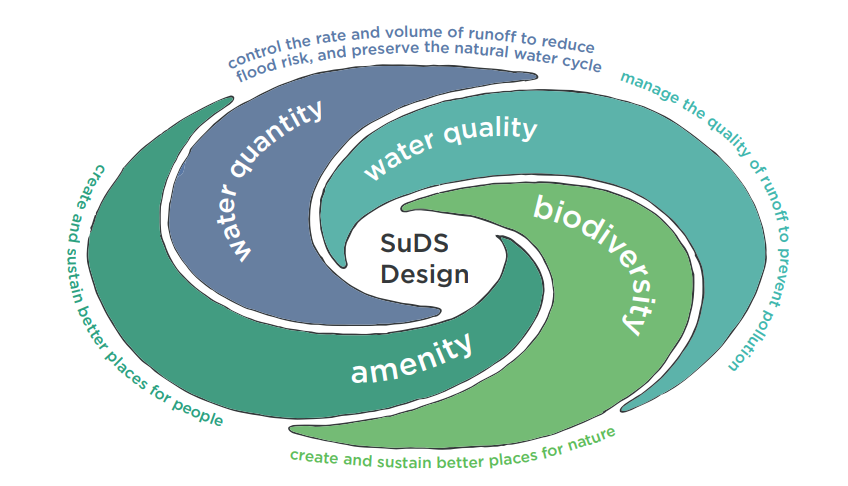 control the rate and volume of runoff to reduce
flood risk, and preserve the natural water cycle
manage the quality of runoff to prevent pollution
water quantity
water quality
biodiversity
SuDS
Design
amenity
create and sustain better places for people
create and sustain better places for nature